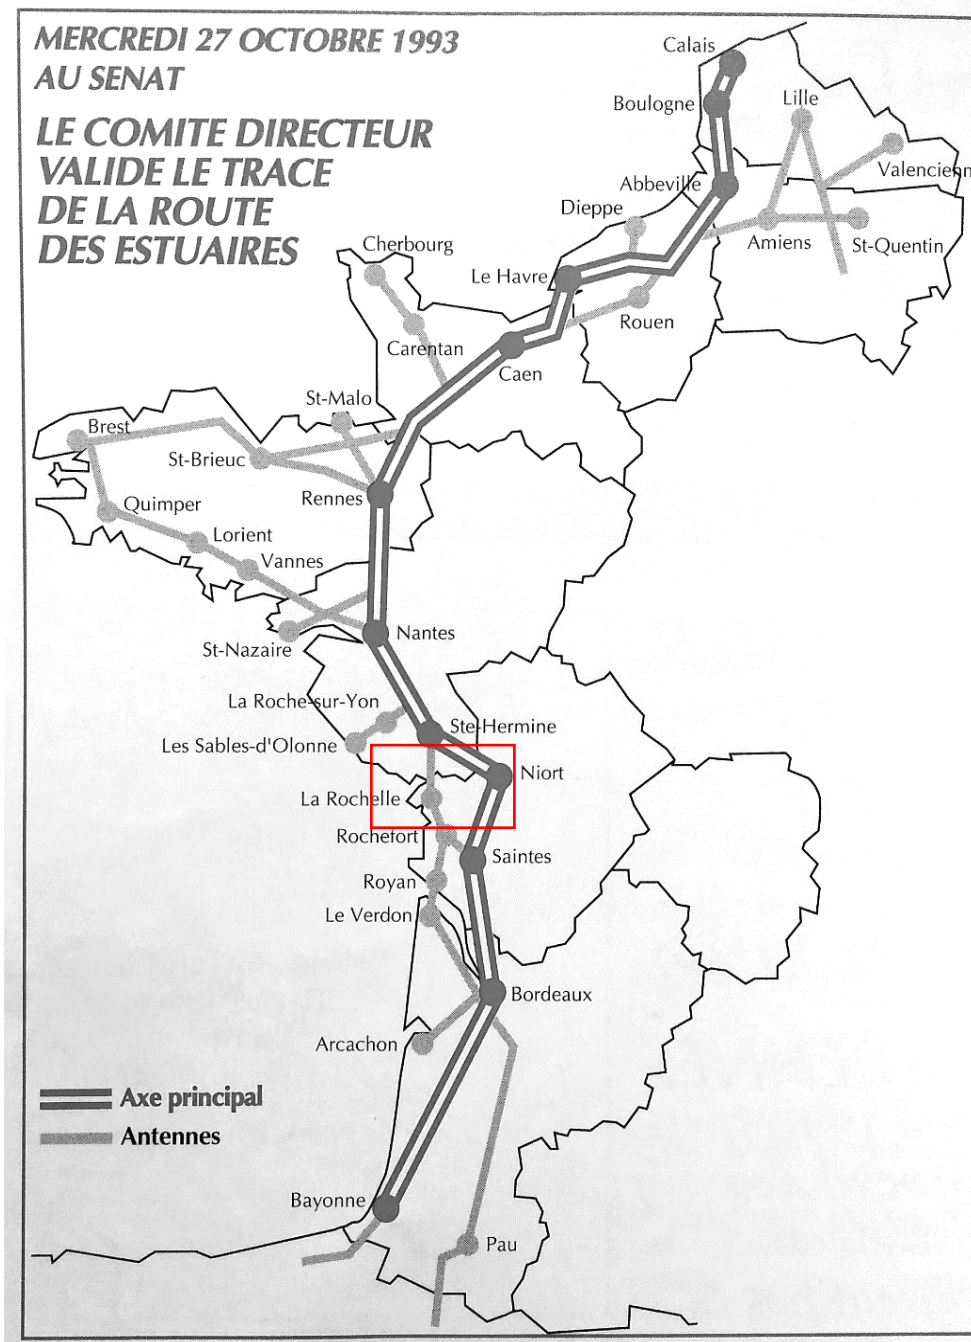 MERCREDI 27 OCTOBRE 1993
AU SENAT
LE COMITE DIRECTEUR
VALIDE LE TRACE
DE LA ROUTE
DES ESTUAIRES
Calais
Boulogne
Lille
Valencienn
Abbeville
Dieppe
Amiens
St-Quentin
Cherbourg
Le Havre
Rouen
Carentan
Caen
St-Malo
Brest
St-Brieuc
Rennes
Quimper
Lorient
Vannes
Nantes
St-Nazaire
La Roche-sur-Yon
Ste-Hermine
Les Sables-d'Olonne
Niort
La Rochelle
Rochefort
Saintes
Royan
Le Verdon
Bordeaux
Arcachon
Axe principal
Antennes
Bayonne
Pau